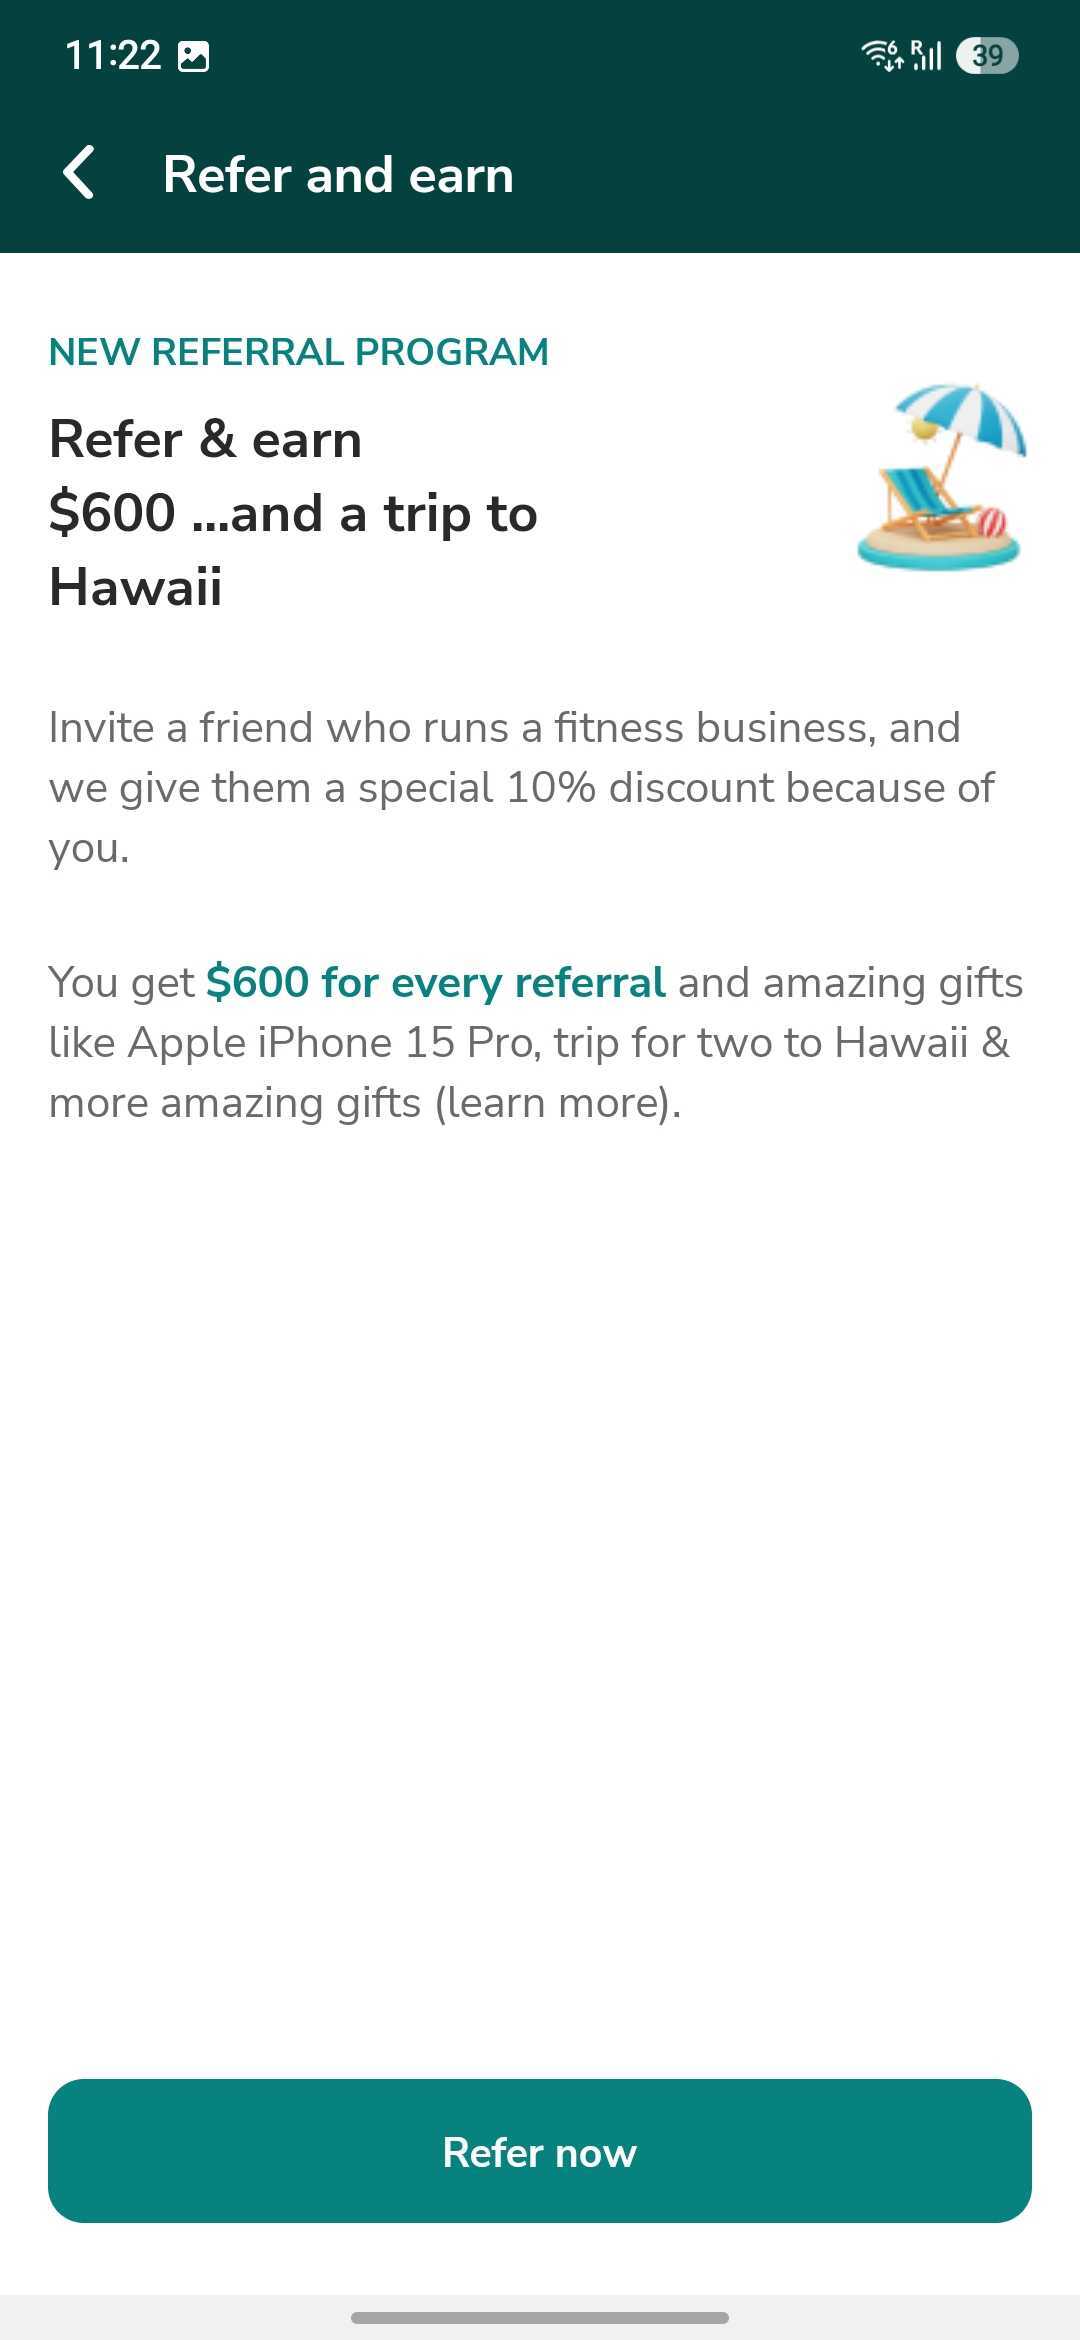 11:22
6 R 39
Refer and earn
NEW REFERRAL PROGRAM
Refer & earn
$600 ...and a trip to
Hawaii
Invite a friend who runs a fitness business, and
we give them a special 10% discount because of
you.
You get $600 for every referral and amazing gifts
like Apple iPhone 15 Pro, trip for two to Hawaii &
more amazing gifts (learn more).
Refer now